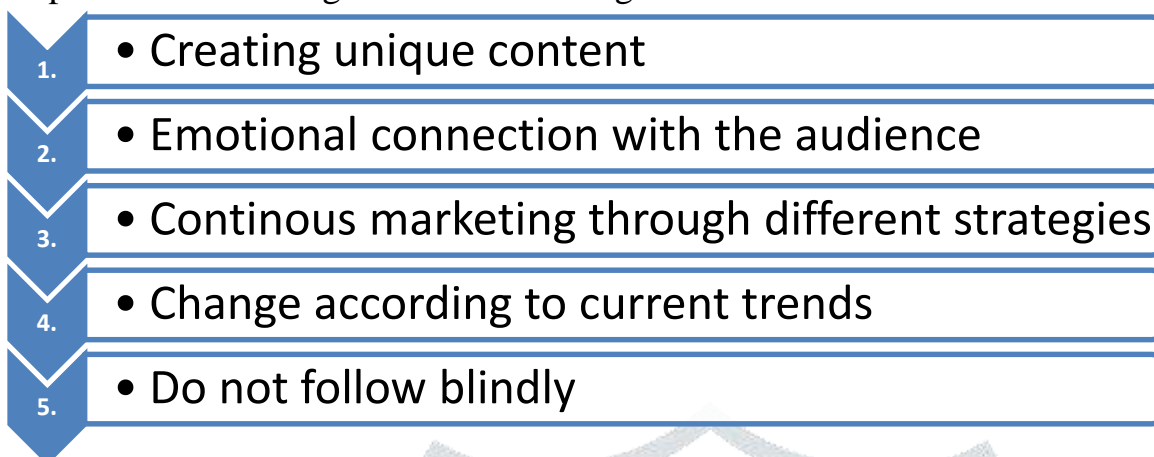 1. • Creating unique content
2. • Emotional connection with the audience
3. • Continous marketing through different strategies
4. • Change according to current trends
5. • Do not follow blindly